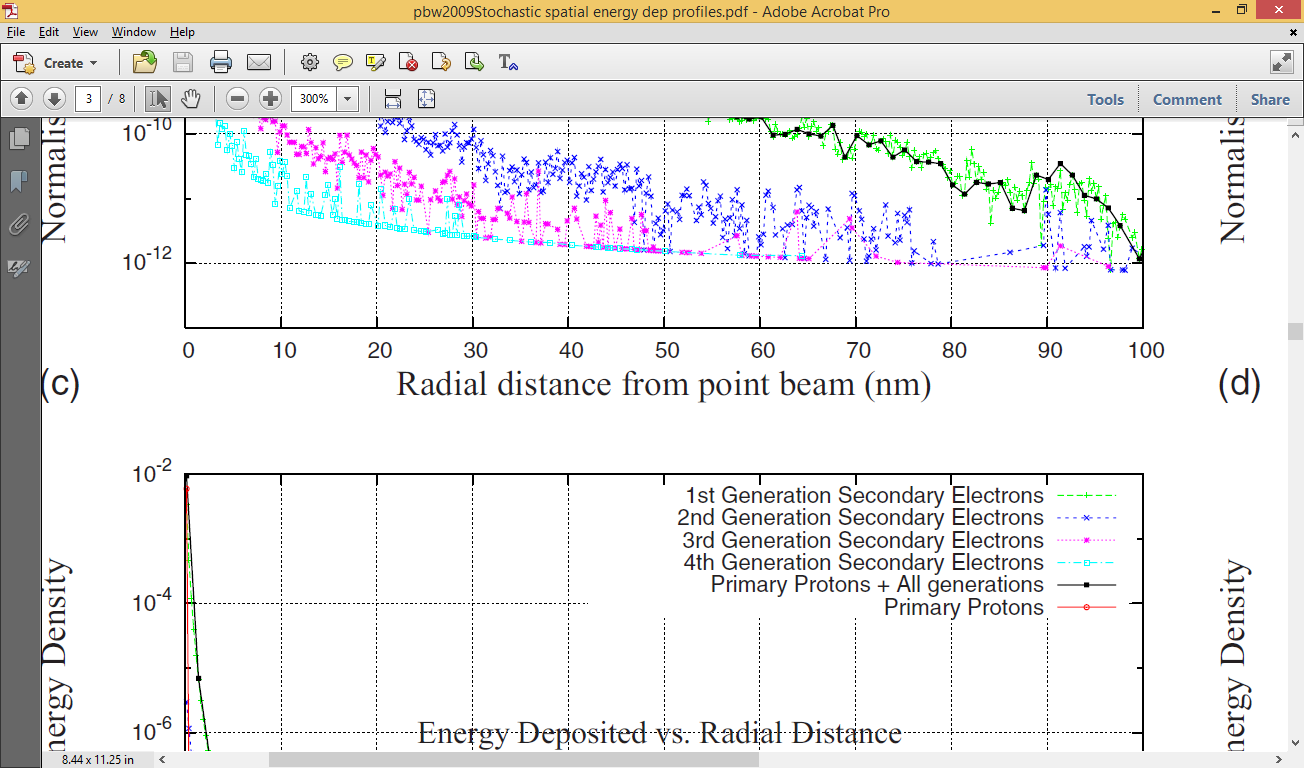 pbw2009Stochastic spatial energy dep profiles.pdf - Adobe Acrobat Pro
File Edit View Window Help
Create
3 / 8 300% Tools Comment Share
Normalis
10-10
10-12
0 10 20 30 40 50 60 70 80 90 100
Radial distance from point beam (nm)
(c)
Normalis
(d)
10-2
1st Generation Secondary Electrons
2nd Generation Secondary Electrons
3rd Generation Secondary Electrons
4th Generation Secondary Electrons
Primary Protons + All generations
Primary Protons
10-4
10-6
nergy Density
Energy Deposited vs. Radial Distance
nergy Density
8.44 x 11.25 in